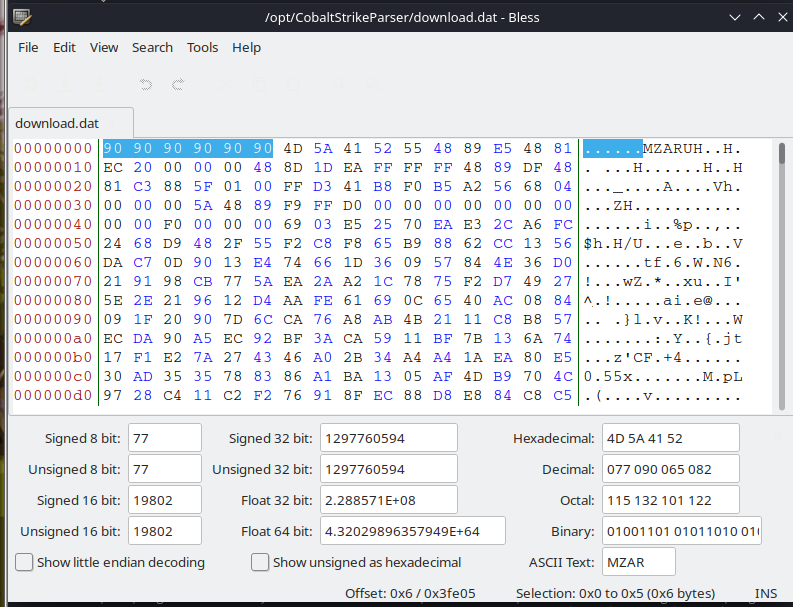 /opt/CobaltStrikeParser/download.dat - Bless
File Edit View Search Tools Help
download.dat
00000000 90 90 90 90 90 90 4D 5A 41 52 55 48 89 E5 48 81 ......MZARUH..H.
00000010 EC 20 00 00 00 48 8D 1D EA FF FF FF 48 89 DF 48 . ...H......H..H
00000020 81 C3 88 5F 01 00 FF D3 41 B8 F0 B5 A2 56 68 04 ..._....A....Vh.
00000030 00 00 00 5A 48 89 F9 FF D0 00 00 00 00 00 00 00 ...ZH...........
00000040 00 00 F0 00 00 00 69 03 E5 25 70 EA E3 2C A6 FC ......i..%p..,..
00000050 24 68 D9 48 2F 55 F2 C8 F8 65 B9 88 62 CC 13 56 $h.H/U...e..b..V
00000060 DA C7 0D 90 13 E4 74 66 1D 36 09 57 84 4E 36 D0 ......tf.6.W.N6.
00000070 21 91 98 CB 77 5A EA 2A A2 1C 78 75 F2 D7 49 27 !...wZ.*..xu..I'
00000080 5E 2E 21 96 12 D4 AA FE 61 69 0C 65 40 AC 08 84 ^.!.....ai.e@...
00000090 09 1F 20 90 7D 6C CA 76 A8 AB 4B 21 11 C8 B8 57 .. .}l.v..K!...W
000000a0 EC DA 90 A5 EC 92 BF 3A CA 59 11 BF 7B 13 6A 74 .......:.Y..{.jt
000000b0 17 F1 E2 7A 27 43 46 A0 2B 34 A4 A4 1A EA 80 E5 ...z'CF.+4......
000000c0 30 AD 35 35 78 83 86 A1 BA 13 05 AF 4D B9 70 4C 0.55x.......M.pL
000000d0 97 28 C4 11 C2 F2 76 91 8F EC 88 D8 E8 84 C8 C5 .(....v.........
Signed 8 bit: 77 Signed 32 bit: 1297760594 Hexadecimal: 4D 5A 41 52
Unsigned 8 bit: 77 Unsigned 32 bit: 1297760594 Decimal: 077 090 065 082
Signed 16 bit: 19802 Float 32 bit: 2.288571E+08 Octal: 115 132 101 122
Unsigned 16 bit: 19802 Float 64 bit: 4.32029896357949E+64 Binary: 01001101 01011010 010
Show little endian decoding Show unsigned as hexadecimal ASCII Text: MZAR
Offset: 0x6 / 0x3fe05 Selection: 0x0 to 0x5 (0x6 bytes) INS